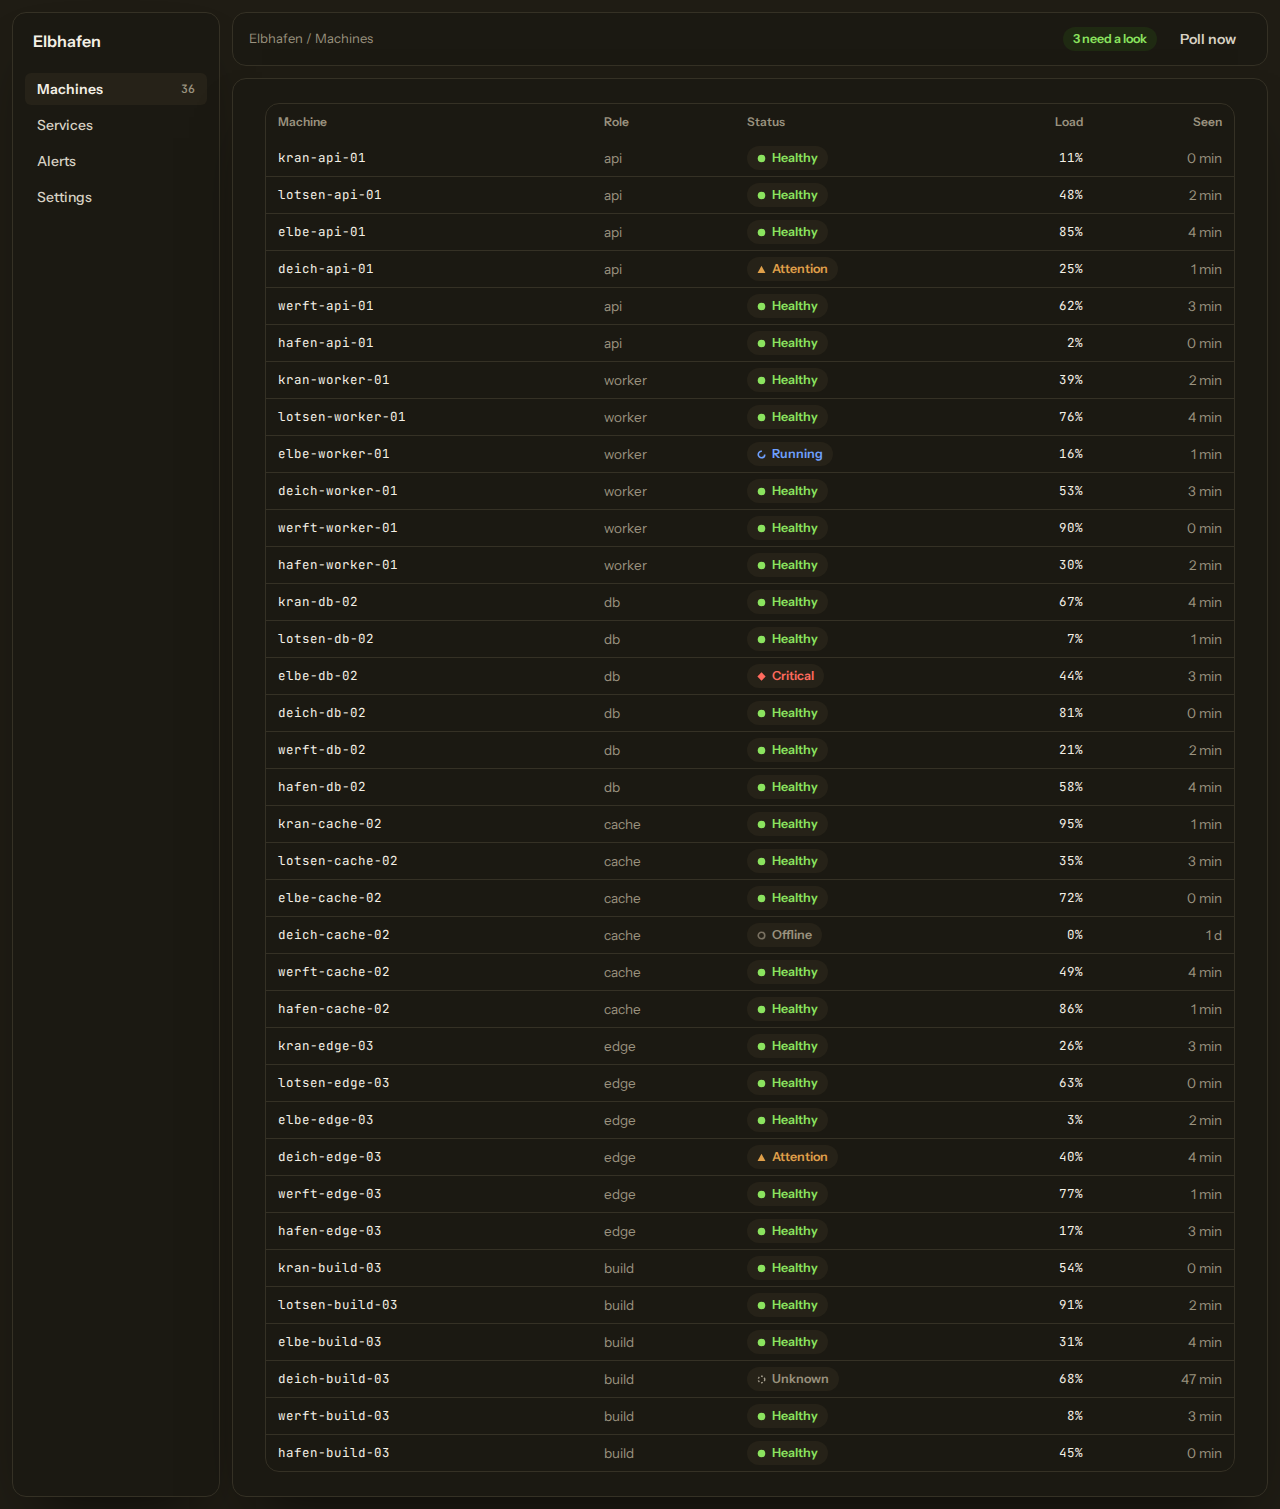 Elbhafen
Machines 36
Services
Alerts
Settings
Elbhafen / Machines 3 need a look Poll now
Machine Role Status Load Seen
kran-api-01 api Healthy 11% 0 min
lotsen-api-01 api Healthy 48% 2 min
elbe-api-01 api Healthy 85% 4 min
deich-api-01 api Attention 25% 1 min
werft-api-01 api Healthy 62% 3 min
hafen-api-01 api Healthy 2% 0 min
kran-worker-01 worker Healthy 39% 2 min
lotsen-worker-01 worker Healthy 76% 4 min
elbe-worker-01 worker Running 16% 1 min
deich-worker-01 worker Healthy 53% 3 min
werft-worker-01 worker Healthy 90% 0 min
hafen-worker-01 worker Healthy 30% 2 min
kran-db-02 db Healthy 67% 4 min
lotsen-db-02 db Healthy 7% 1 min
elbe-db-02 db Critical 44% 3 min
deich-db-02 db Healthy 81% 0 min
werft-db-02 db Healthy 21% 2 min
hafen-db-02 db Healthy 58% 4 min
kran-cache-02 cache Healthy 95% 1 min
lotsen-cache-02 cache Healthy 35% 3 min
elbe-cache-02 cache Healthy 72% 0 min
deich-cache-02 cache Offline 0% 1 d
werft-cache-02 cache Healthy 49% 4 min
hafen-cache-02 cache Healthy 86% 1 min
kran-edge-03 edge Healthy 26% 3 min
lotsen-edge-03 edge Healthy 63% 0 min
elbe-edge-03 edge Healthy 3% 2 min
deich-edge-03 edge Attention 40% 4 min
werft-edge-03 edge Healthy 77% 1 min
hafen-edge-03 edge Healthy 17% 3 min
kran-build-03 build Healthy 54% 0 min
lotsen-build-03 build Healthy 91% 2 min
elbe-build-03 build Healthy 31% 4 min
deich-build-03 build Unknown 68% 47 min
werft-build-03 build Healthy 8% 3 min
hafen-build-03 build Healthy 45% 0 min